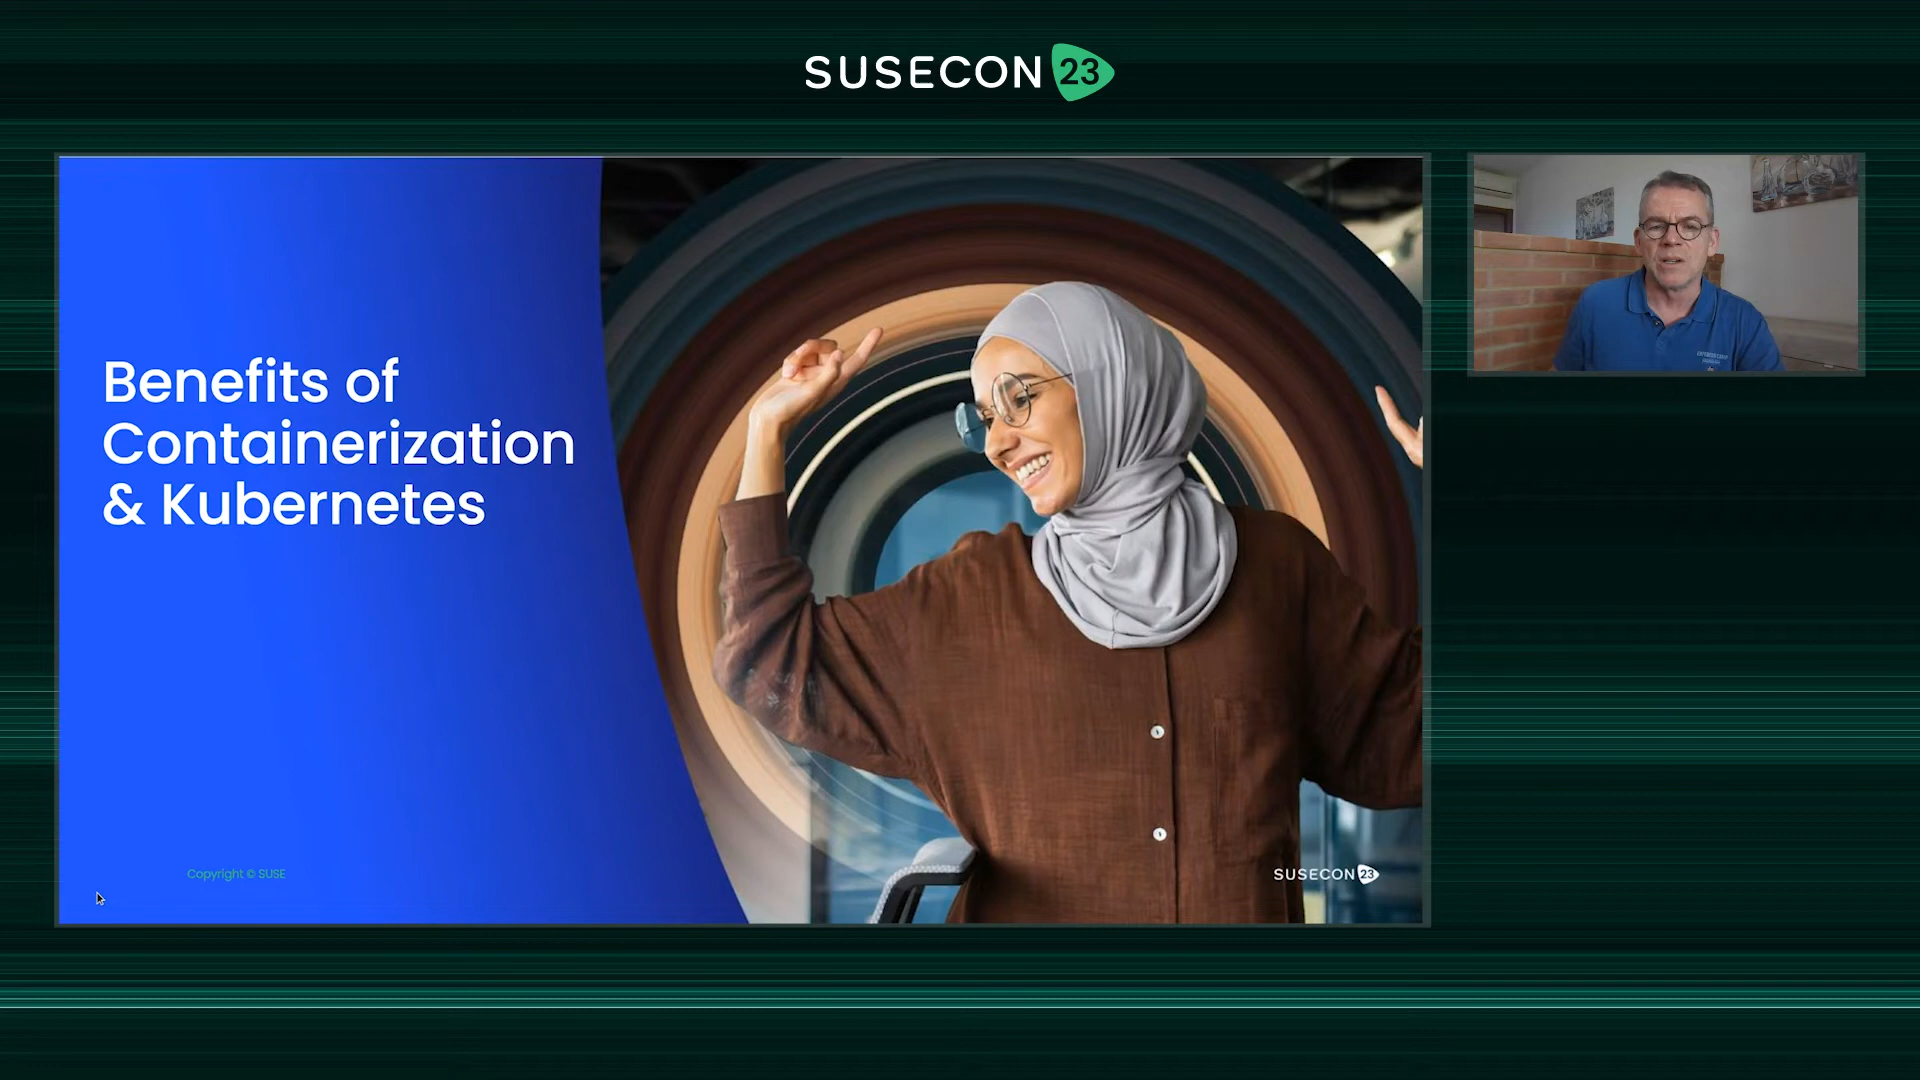 SUSECON 23
Benefits of
Containerization
& Kubernetes
Copyright © SUSE
SUSECON 23